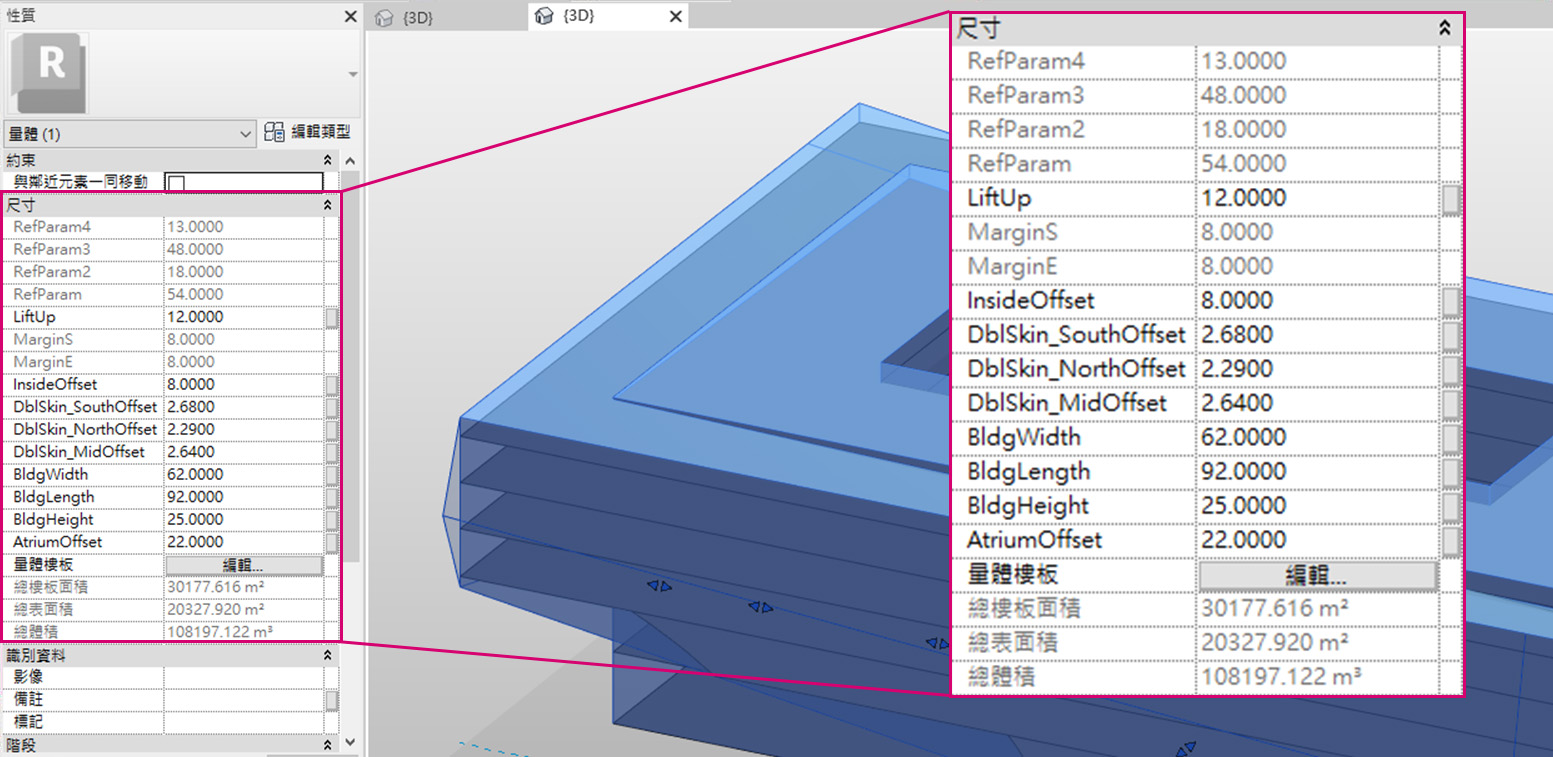 性質
R
量體 (1)
編輯類型
約束
與鄰近元素一同移動
尺寸
RefParam4 13.0000
RefParam3 48.0000
RefParam2 18.0000
RefParam 54.0000
LiftUp 12.0000
MarginS 8.0000
MarginE 8.0000
InsideOffset 8.0000
DblSkin_SouthOffset 2.6800
DblSkin_NorthOffset 2.2900
DblSkin_MidOffset 2.6400
BldgWidth 62.0000
BldgLength 92.0000
BldgHeight 25.0000
AtriumOffset 22.0000
量體樓板 編輯...
總樓板面積 30177.616 m²
總表面積 20327.920 m²
總體積 108197.122 m³
識別資料
影像
備註
標記
階段
{3D}
{3D}
尺寸
RefParam4 13.0000
RefParam3 48.0000
RefParam2 18.0000
RefParam 54.0000
LiftUp 12.0000
MarginS 8.0000
MarginE 8.0000
InsideOffset 8.0000
DblSkin_SouthOffset 2.6800
DblSkin_NorthOffset 2.2900
DblSkin_MidOffset 2.6400
BldgWidth 62.0000
BldgLength 92.0000
BldgHeight 25.0000
AtriumOffset 22.0000
量體樓板 編輯...
總樓板面積 30177.616 m²
總表面積 20327.920 m²
總體積 108197.122 m³